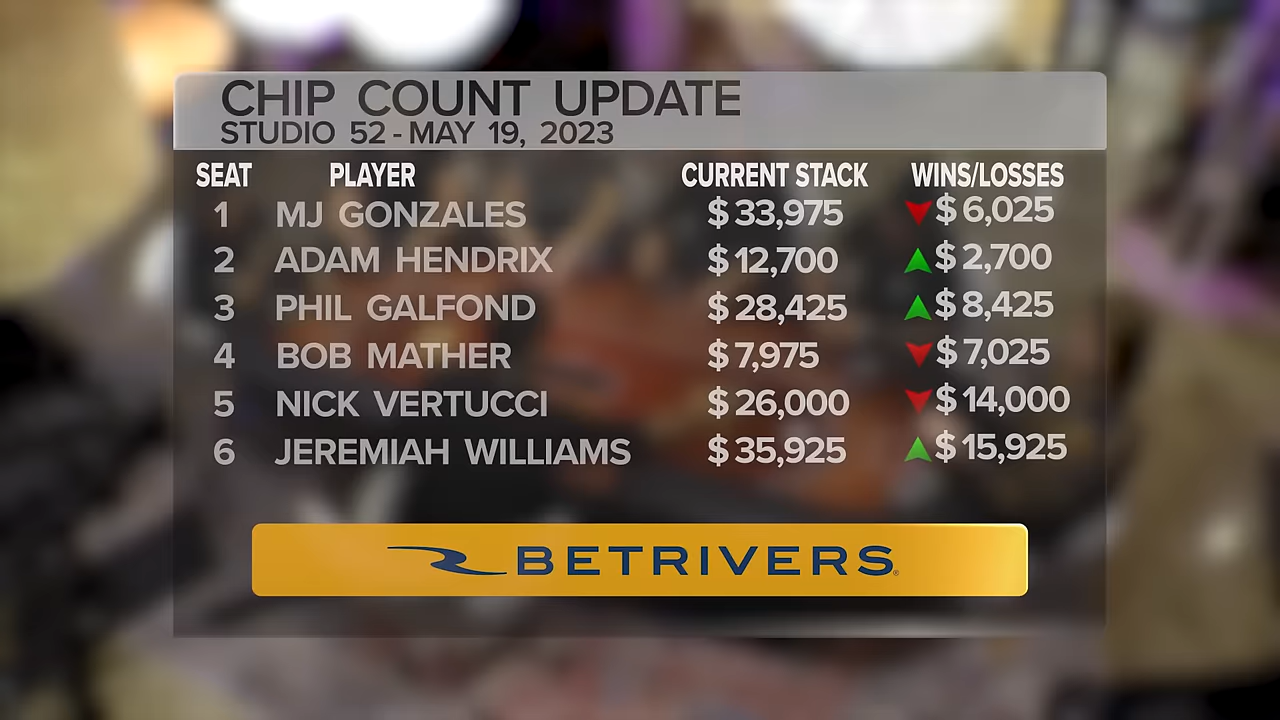 CHIP COUNT UPDATE
STUDIO 52 - MAY 19, 2023
SEAT PLAYER CURRENT STACK WINS/LOSSES
1 MJ GONZALES $33,975 $6,025
2 ADAM HENDRIX $12,700 $2,700
3 PHIL GALFOND $28,425 $8,425
4 BOB MATHER $7,975 $7,025
5 NICK VERTUCCI $26,000 $14,000
6 JEREMIAH WILLIAMS $35,925 $15,925
BETRIVERS®